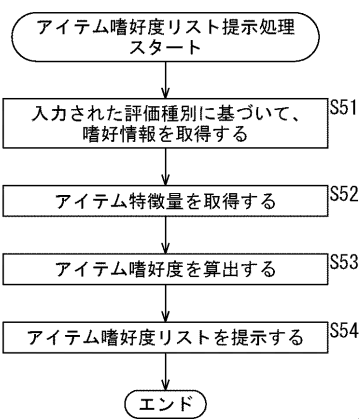 アイテム嗜好度リスト提示処理
スタート
S51
入力された評価種別に基づいて、
嗜好情報を取得する
S52
アイテム特徴量を取得する
S53
アイテム嗜好度を算出する
S54
アイテム嗜好度リストを提示する
エンド